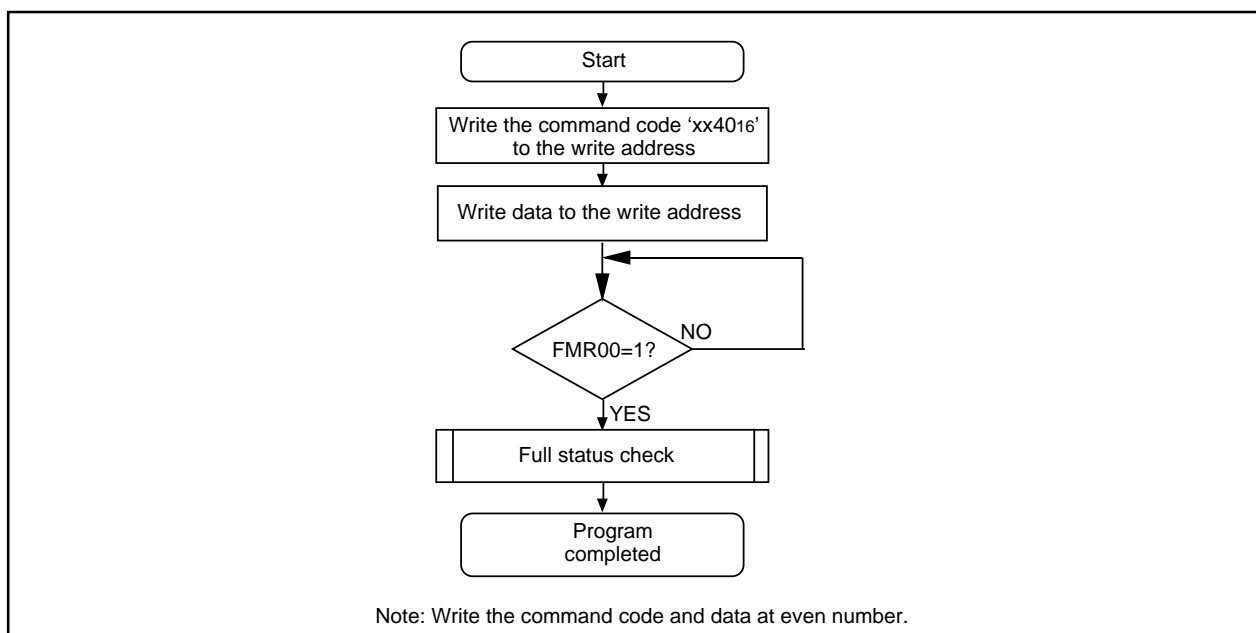 Start
Write the command code ‘xx4016’
to the write address
Write data to the write address
FMR00=1?
NO
YES
Full status check
Program
completed
Note: Write the command code and data at even number.